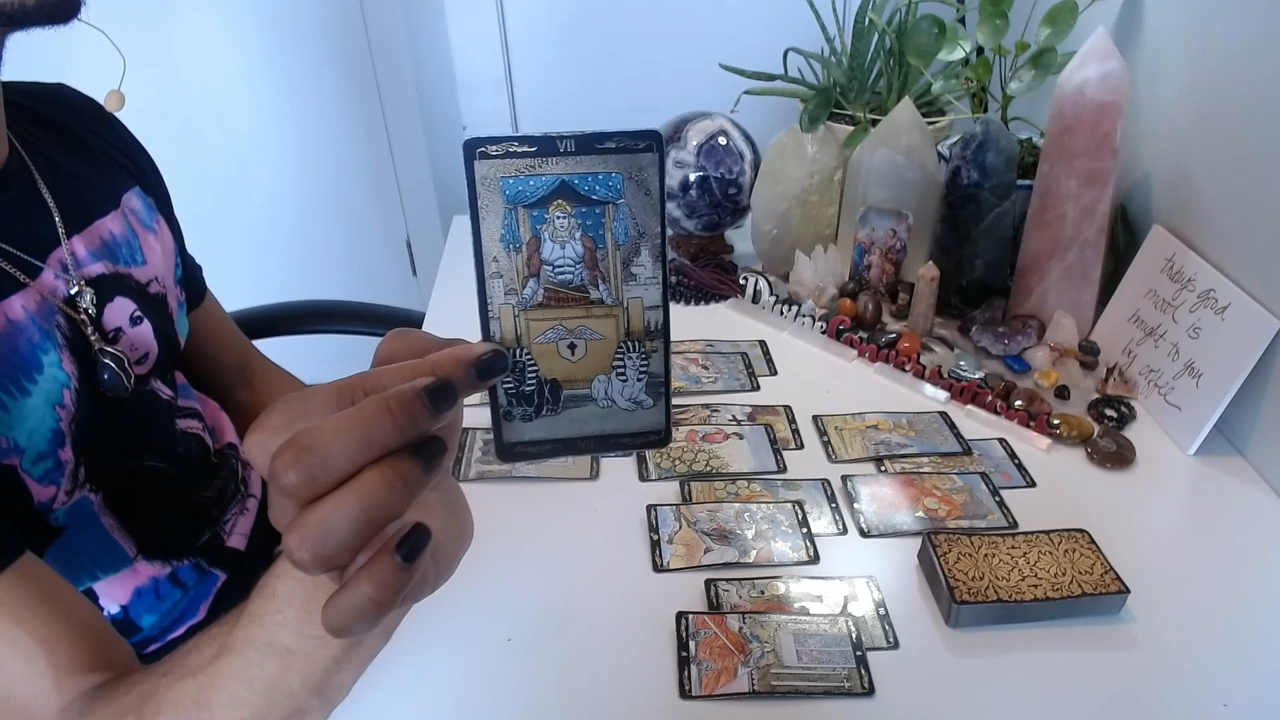 VII
Divine Conversations
today's good
mood is
brought to you
by coffee